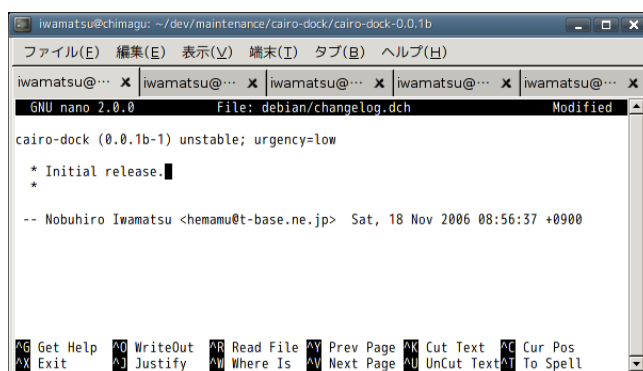 iwamatsu@chimagu: ~/dev/maintenance/cairo-dock/cairo-dock-0.0.1b
ファイル(F) 編集(E) 表示(V) 端末(T) タブ(B) ヘルプ(H)
iwamatsu@… x iwamatsu@… x iwamatsu@… x iwamatsu@… x iwamatsu@… x
GNU nano 2.0.0 File: debian/changelog.dch Modified
cairo-dock (0.0.1b-1) unstable; urgency=low
* Initial release.
*
-- Nobuhiro Iwamatsu <hemamu@t-base.ne.jp> Sat, 18 Nov 2006 08:56:37 +0900
^G Get Help ^O WriteOut ^R Read File ^Y Prev Page ^K Cut Text ^C Cur Pos
^X Exit ^J Justify ^W Where Is ^V Next Page ^U UnCut Text ^T To Spell